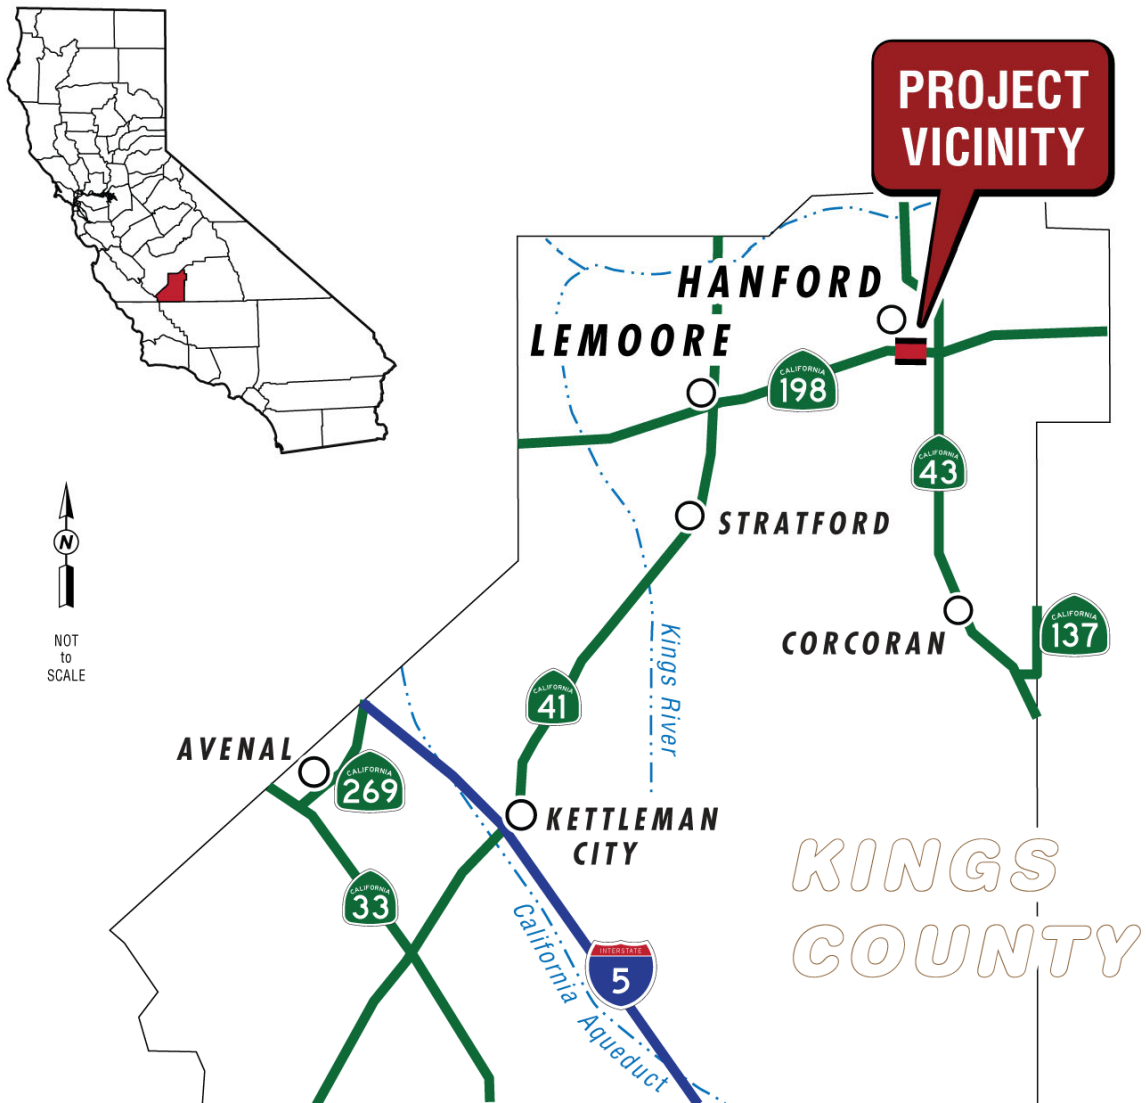 PROJECT
VICINITY
HANFORD
LEMOORE
CALIFORNIA
198
CALIFORNIA
43
STRATFORD
N
NOT
to
SCALE
CORCORAN
CALIFORNIA
137
Kings River
CALIFORNIA
41
AVENAL
CALIFORNIA
269
KETTLEMAN
CITY
KINGS
COUNTY
CALIFORNIA
33
California Aqueduct
INTERSTATE
5